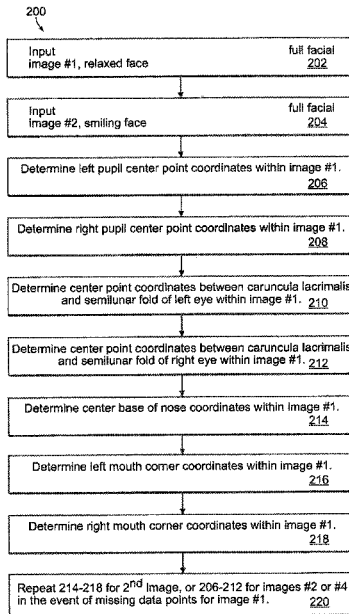 200
Input full facial
image #1, relaxed face 202
Input full facial
image #2, smiling face 204
Determine left pupil center point coordinates within image #1.
206
Determine right pupil center point coordinates within image #1.
208
Determine center point coordinates between caruncula lacrimalis
and semilunar fold of left eye within image #1. 210
Determine center point coordinates between caruncula lacrimalis
and semilunar fold of right eye within image #1. 212
Determine center base of nose coordinates within image #1.
214
Determine left mouth corner coordinates within image #1.
216
Determine right mouth corner coordinates within image #1.
218
Repeat 214-218 for 2nd image, or 206-212 for images #2 or #4
in the event of missing data points for image #1. 220